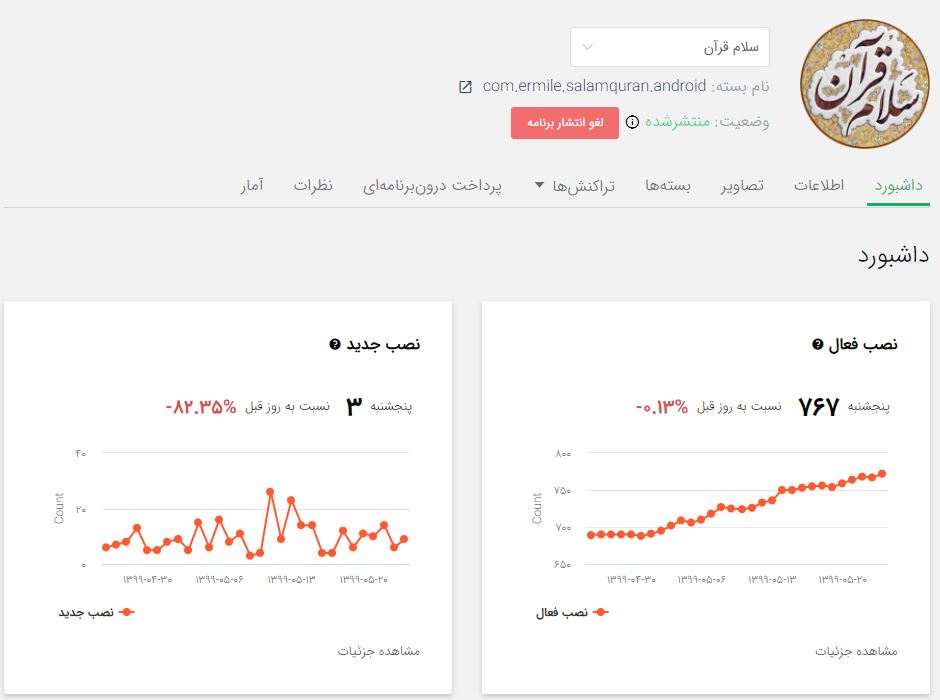 سلام قرآن
سلام قرآن
نام بسته: com.ermile.salamquran.android
وضعیت: منتشرشده
لغو انتشار برنامه
داشبورد اطلاعات تصاویر بسته‌ها تراکنش‌ها پرداخت درون‌برنامه‌ای نظرات آمار
داشبورد
نصب فعال
پنجشنبه ۷۶۷ نسبت به روز قبل -۰.۱۳%
۸۰۰
۷۵۰
۷۰۰
۶۵۰
Count
۱۳۹۹-۰۴-۳۰ ۱۳۹۹-۰۵-۰۶ ۱۳۹۹-۰۵-۱۳ ۱۳۹۹-۰۵-۲۰
نصب فعال
مشاهده جزئیات
نصب جدید
پنجشنبه ۳ نسبت به روز قبل -۸۲.۳۵%
۴۰
۲۰
۰
Count
۱۳۹۹-۰۴-۳۰ ۱۳۹۹-۰۵-۰۶ ۱۳۹۹-۰۵-۱۳ ۱۳۹۹-۰۵-۲۰
نصب جدید
مشاهده جزئیات